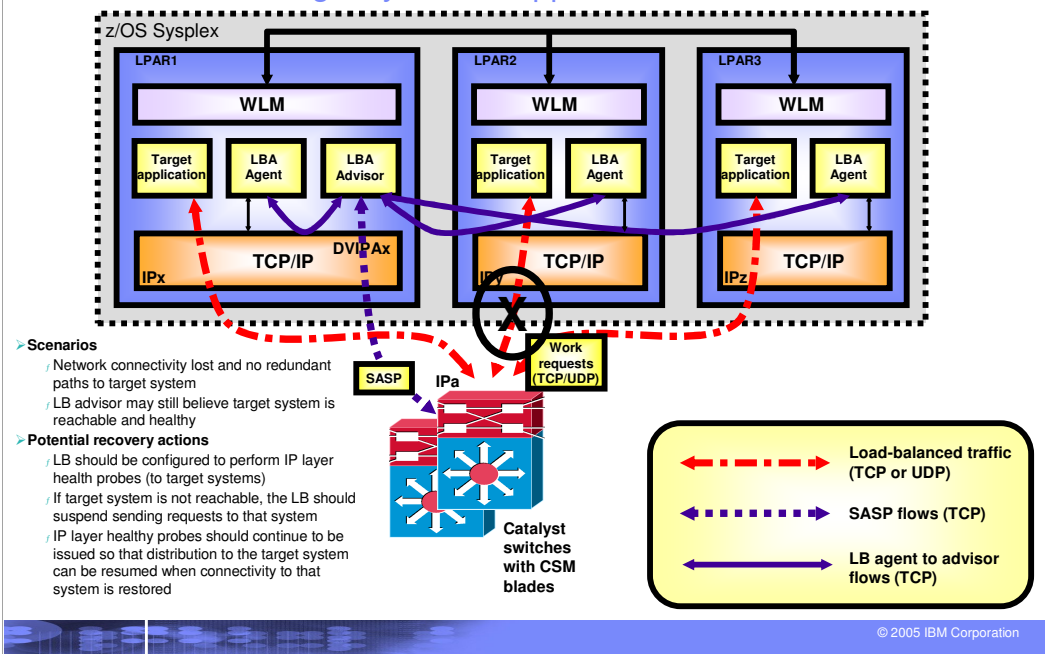 z/OS Sysplex
LPAR1
LPAR2
LPAR3
WLM
WLM
WLM
Target
application
LBA
Agent
LBA
Advisor
Target
application
LBA
Agent
Target
application
LBA
Agent
DVIPAx
TCP/IP
IPx
TCP/IP
IPy
TCP/IP
IPz
X
Work
requests
(TCP/UDP)
SASP
IPa
Scenarios
Network connectivity lost and no redundant
paths to target system
LB advisor may still believe target system is
reachable and healthy
Potential recovery actions
LB should be configured to perform IP layer
health probes (to target systems)
If target system is not reachable, the LB should
suspend sending requests to that system
IP layer healthy probes should continue to be
issued so that distribution to the target system
can be resumed when connectivity to that
system is restored
Catalyst
switches
with CSM
blades
Load-balanced traffic
(TCP or UDP)
SASP flows (TCP)
LB agent to advisor
flows (TCP)
© 2005 IBM Corporation